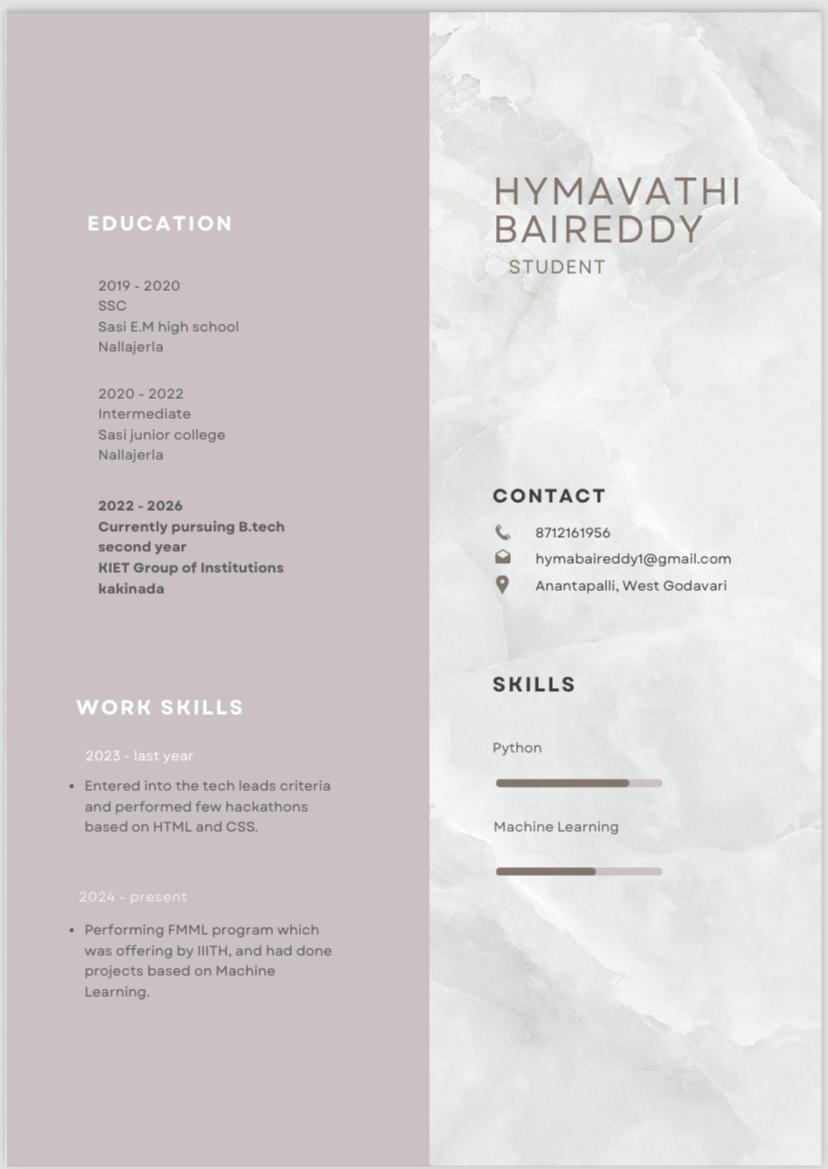 HYMAVATHI
BAIREDDY
STUDENT
EDUCATION
2019 - 2020
SSC
Sasi E.M high school
Nallajerla
2020 - 2022
Intermediate
Sasi junior college
Nallajerla
2022 - 2026
Currently pursuing B.tech
second year
KIET Group of Institutions
kakinada
WORK SKILLS
2023 - last year
• Entered into the tech leads criteria
and performed few hackathons
based on HTML and CSS.
2024 - present
• Performing FMML program which
was offering by IIITH, and had done
projects based on Machine
Learning.
CONTACT
8712161956
hymabaireddy1@gmail.com
Anantapalli, West Godavari
SKILLS
Python
Machine Learning